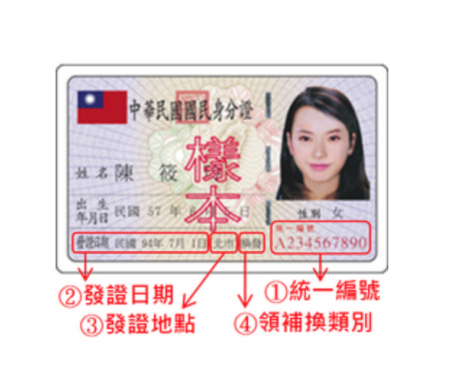 中華民國國民身分證
樣本
姓名 陳 筱
出生年月日 民國 57 年
性別 女
統一編號
A234567890
發證日期 民國 94年 7月 1日 北市 換發
②發證日期
①統一編號
③發證地點
④領補換類別